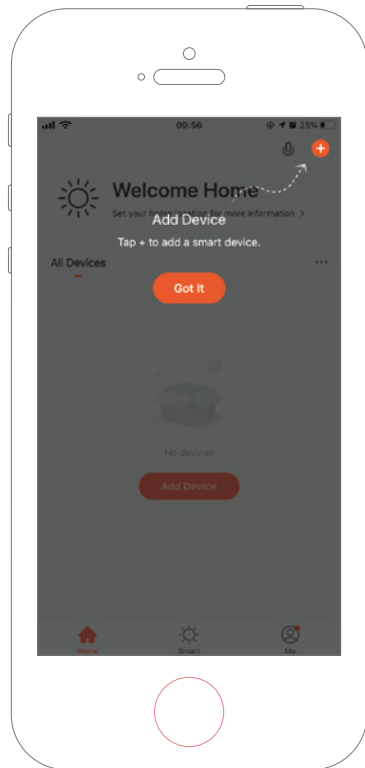 09:56
25%
Welcome Home
Set your home location for more information >
Add Device
Tap + to add a smart device.
All Devices
...
Got It
No devices
Add Device
Home
Smart
Me